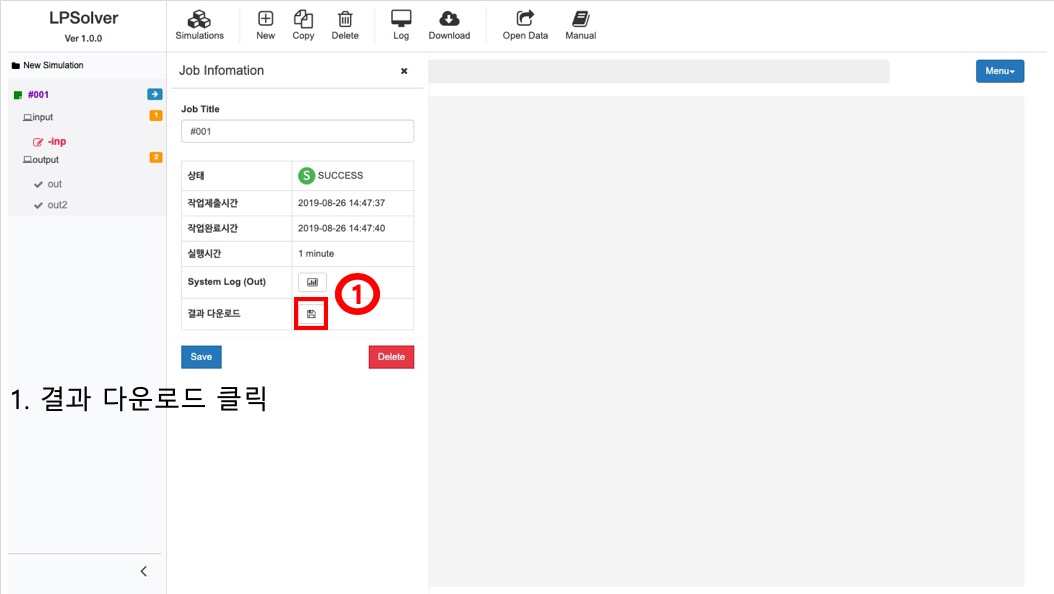 LPSolver
Ver 1.0.0
Simulations
New
Copy
Delete
Log
Download
Open Data
Manual
New Simulation
#001
input
1
-inp
output
2
out
out2
Job Infomation
Menu
Job Title
#001
상태
S SUCCESS
작업제출시간
2019-08-26 14:47:37
작업완료시간
2019-08-26 14:47:40
실행시간
1 minute
System Log (Out)
결과 다운로드
1
Save
Delete
1. 결과 다운로드 클릭